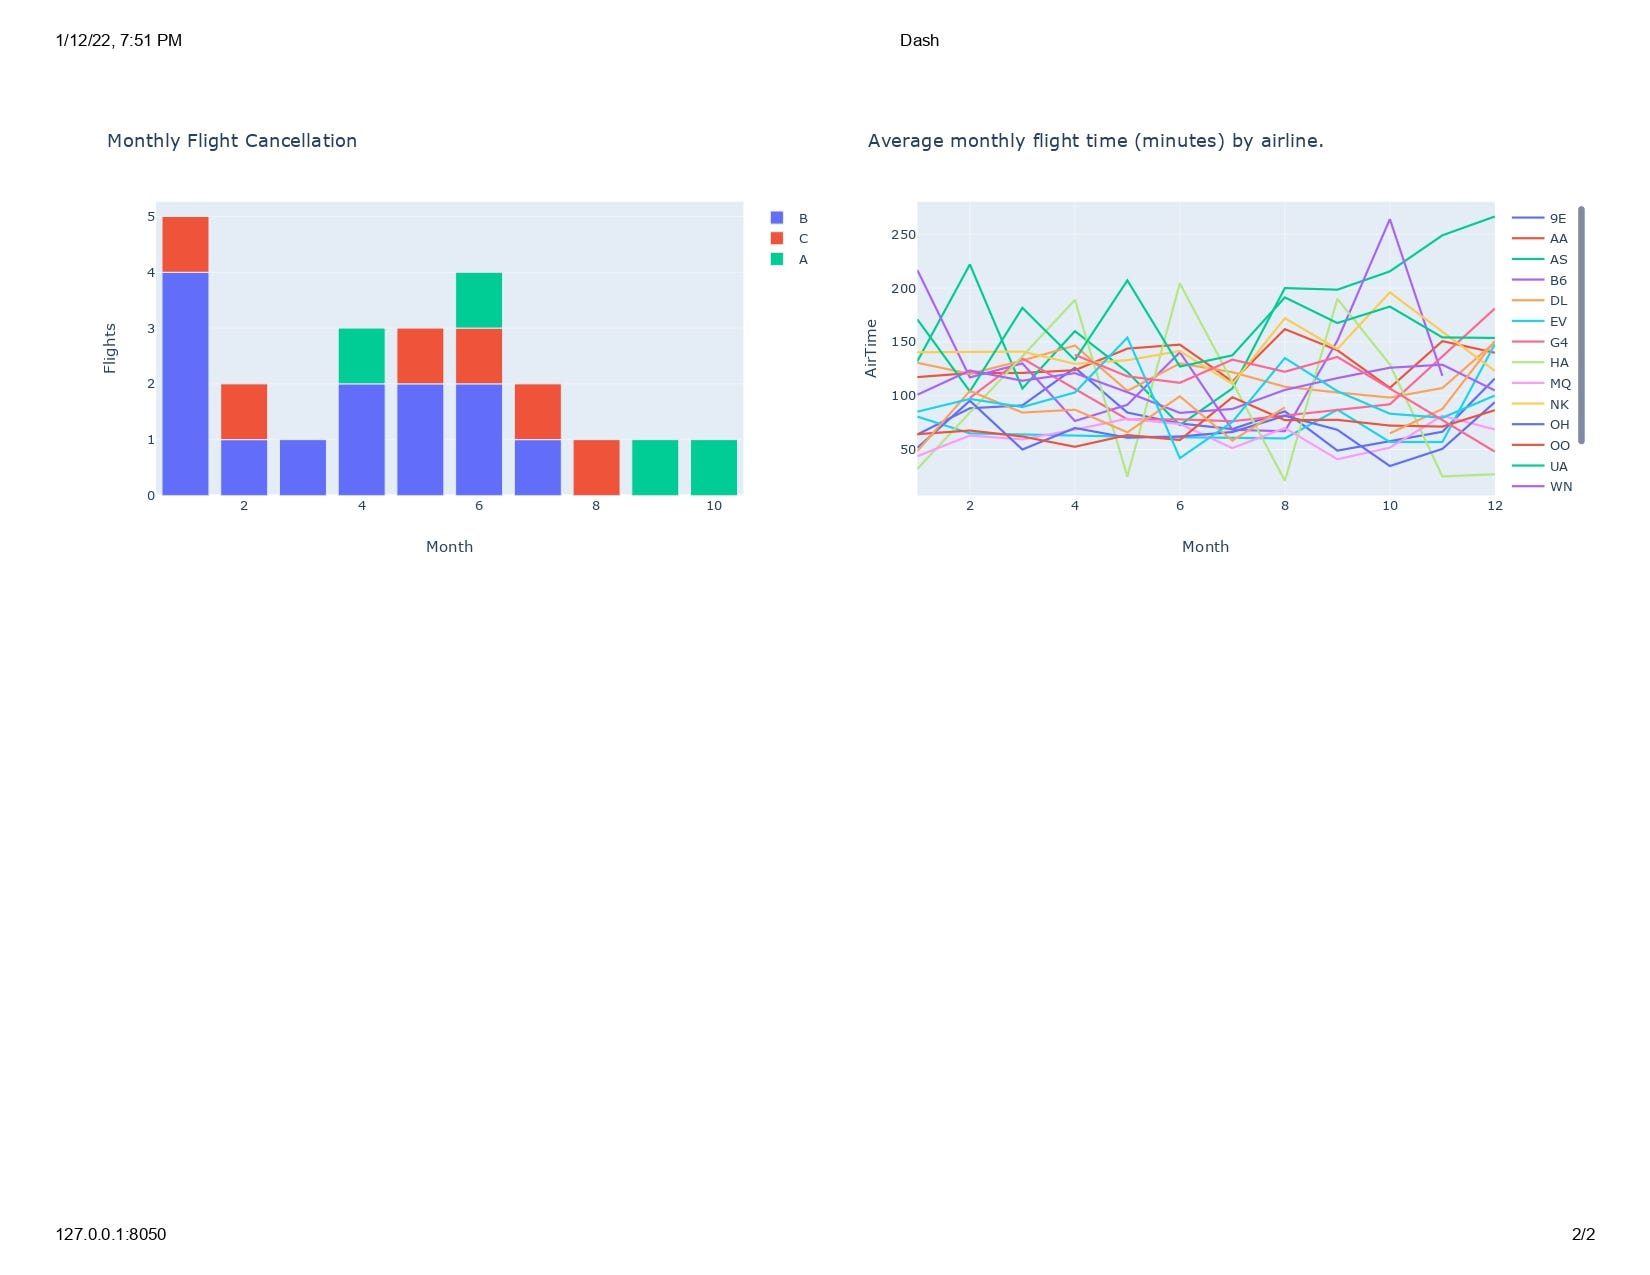 1/12/22, 7:51 PM
Dash
Monthly Flight Cancellation
5
4
3
2
1
0
Flights
2
4
6
8
10
Month
B
C
A
Average monthly flight time (minutes) by airline.
250
200
150
100
50
AirTime
2
4
6
8
10
12
Month
9E
AA
AS
B6
DL
EV
G4
HA
MQ
NK
OH
OO
UA
WN
127.0.0.1:8050
2/2